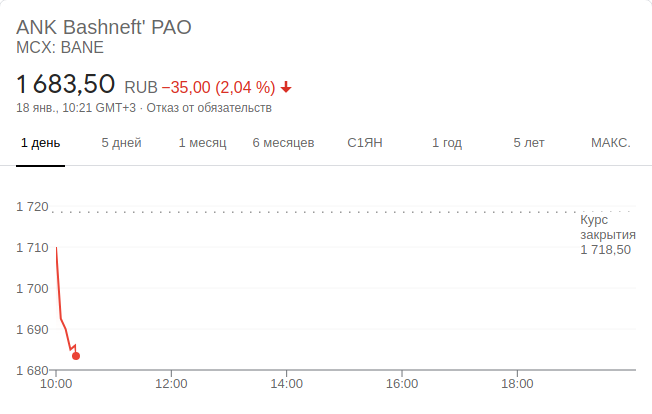 ANK Bashneft' PAO
MCX: BANE
1 683,50 RUB −35,00 (2,04 %)
18 янв., 10:21 GMT+3 · Отказ от обязательств
1 день 5 дней 1 месяц 6 месяцев С1ЯН 1 год 5 лет МАКС.
1 720
Курс
закрытия
1 718,50
1 710
1 700
1 690
1 680
10:00 12:00 14:00 16:00 18:00